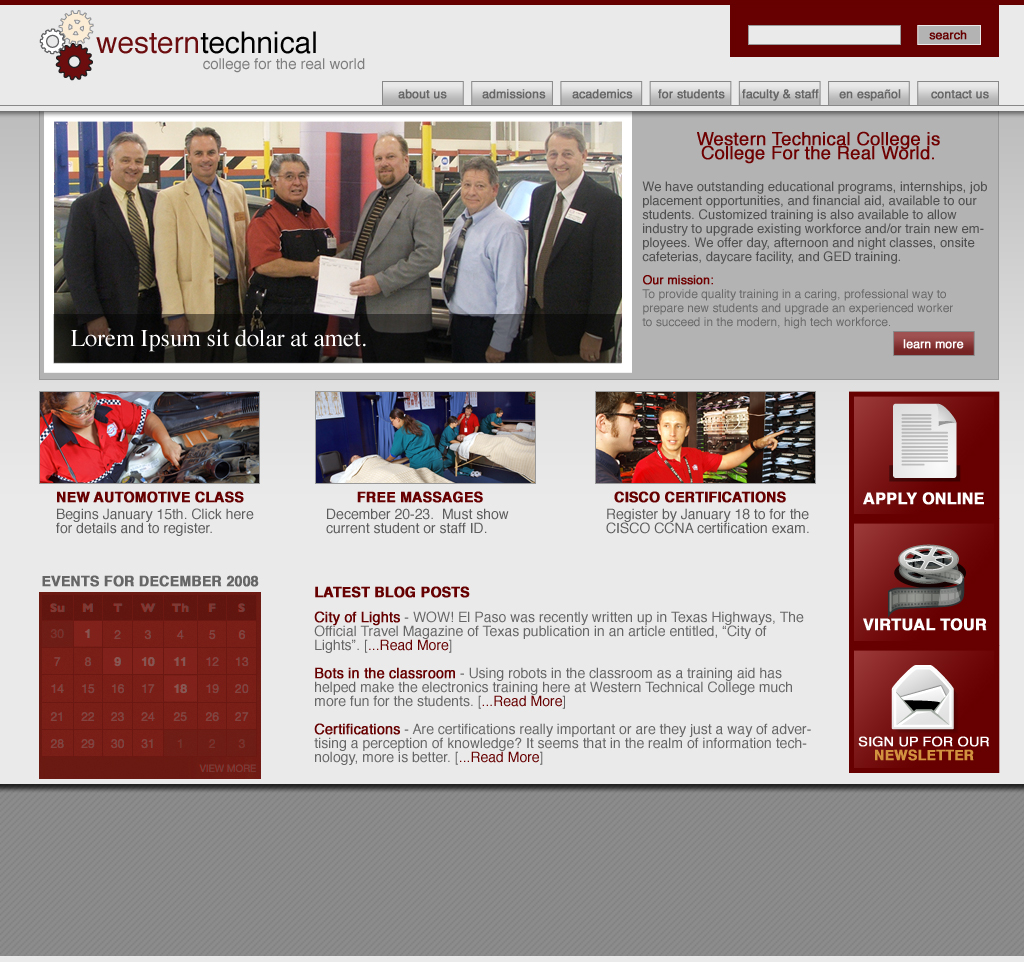 westerntechnical
college for the real world
search
about us
admissions
academics
for students
faculty & staff
en español
contact us
Lorem Ipsum sit dolar at amet.
Western Technical College is
College For the Real World.
We have outstanding educational programs, internships, job
placement opportunities, and financial aid, available to our
students. Customized training is also available to allow
industry to upgrade existing workforce and/or train new em-
ployees. We offer day, afternoon and night classes, onsite
cafeterias, daycare facility, and GED training.
Our mission:
To provide quality training in a caring, professional way to
prepare new students and upgrade an experienced worker
to succeed in the modern, high tech workforce.
learn more
NEW AUTOMOTIVE CLASS
Begins January 15th. Click here
for details and to register.
FREE MASSAGES
December 20-23. Must show
current student or staff ID.
CISCO CERTIFICATIONS
Register by January 18 to for the
CISCO CCNA certification exam.
APPLY ONLINE
VIRTUAL TOUR
SIGN UP FOR OUR
NEWSLETTER
EVENTS FOR DECEMBER 2008
Su M T W Th F S
30 1 2 3 4 5 6
7 8 9 10 11 12 13
14 15 16 17 18 19 20
21 22 23 24 25 26 27
28 29 30 31 1 2 3
VIEW MORE
LATEST BLOG POSTS
City of Lights - WOW! El Paso was recently written up in Texas Highways, The
Official Travel Magazine of Texas publication in an article entitled, “City of
Lights”. [...Read More]
Bots in the classroom - Using robots in the classroom as a training aid has
helped make the electronics training here at Western Technical College much
more fun for the students. [...Read More]
Certifications - Are certifications really important or are they just a way of adver-
tising a perception of knowledge? It seems that in the realm of information tech-
nology, more is better. [...Read More]